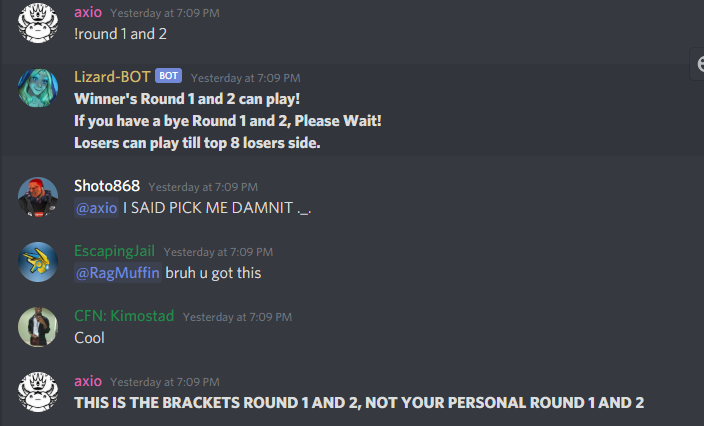 axio Yesterday at 7:09 PM
!round 1 and 2
Lizard-BOT BOT Yesterday at 7:09 PM
Winner's Round 1 and 2 can play!
If you have a bye Round 1 and 2, Please Wait!
Losers can play till top 8 losers side.
Shoto868 Yesterday at 7:09 PM
@axio I SAID PICK ME DAMNIT ._.
EscapingJail Yesterday at 7:09 PM
@RagMuffin bruh u got this
CFN: Kimostad Yesterday at 7:09 PM
Cool
axio Yesterday at 7:09 PM
THIS IS THE BRACKETS ROUND 1 AND 2, NOT YOUR PERSONAL ROUND 1 AND 2